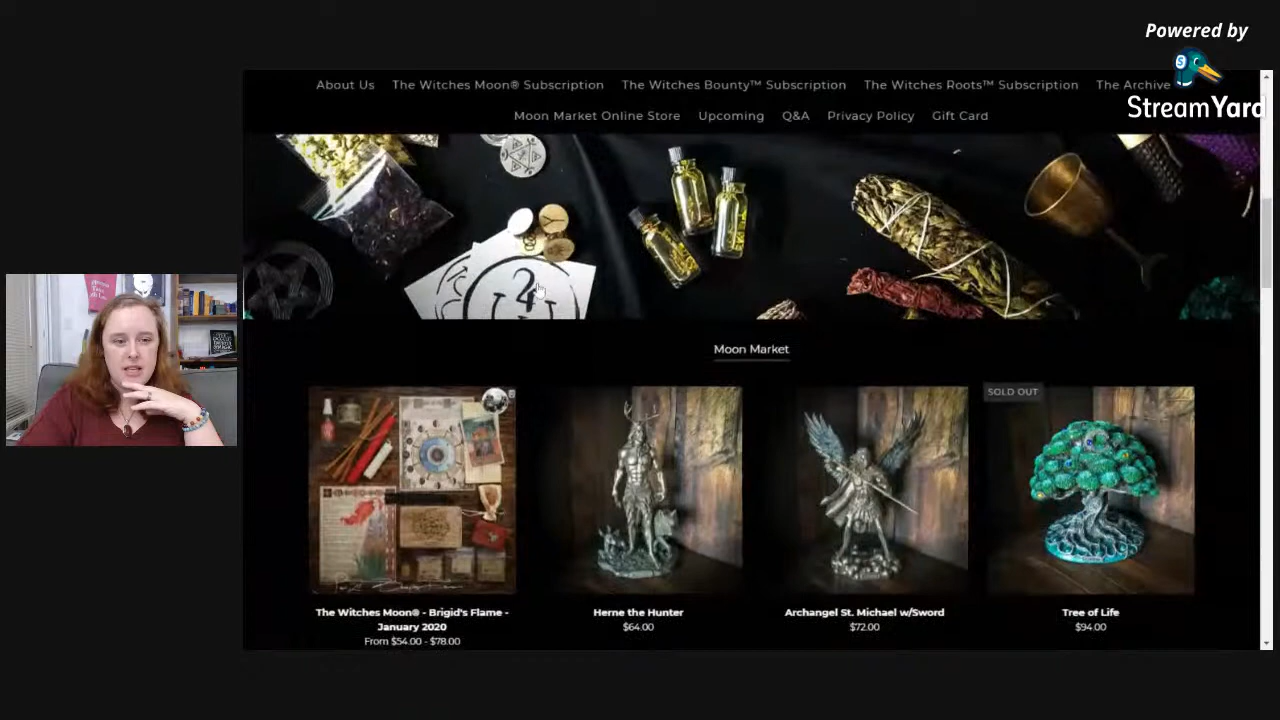 Powered by
StreamYard
About Us The Witches Moon® Subscription The Witches Bounty™ Subscription The Witches Roots™ Subscription The Archive
Moon Market Online Store Upcoming Q&A Privacy Policy Gift Card
Moon Market
SOLD OUT
The Witches Moon® - Brigid's Flame -
January 2020
From $54.00 - $78.00
Herne the Hunter
$64.00
Archangel St. Michael w/Sword
$72.00
Tree of Life
$94.00